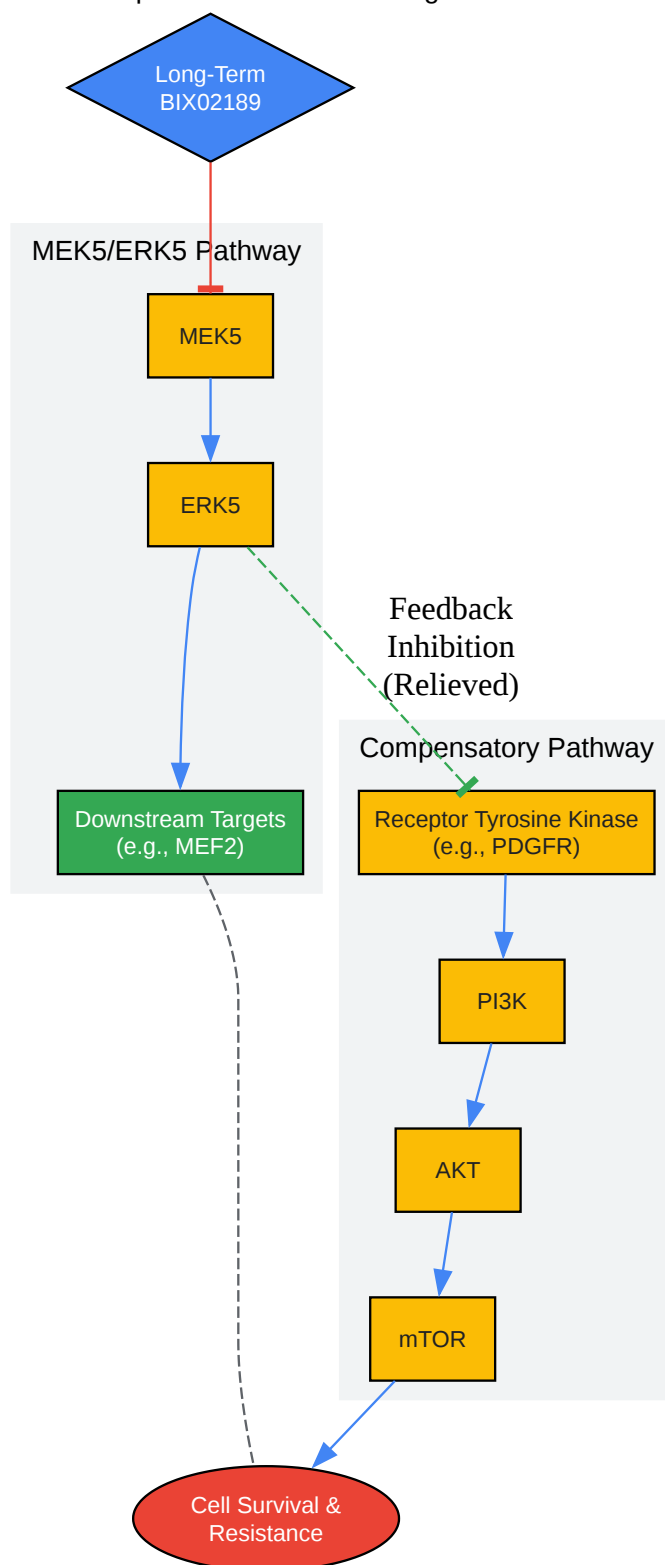 Long-Term
BIX02189
MEK5/ERK5 Pathway
MEK5
ERK5
Feedback
Inhibition
(Relieved)
Compensatory Pathway
Downstream Targets
(e.g., MEF2)
Receptor Tyrosine Kinase
(e.g., PDGFR)
PI3K
AKT
mTOR
Cell Survival &
Resistance